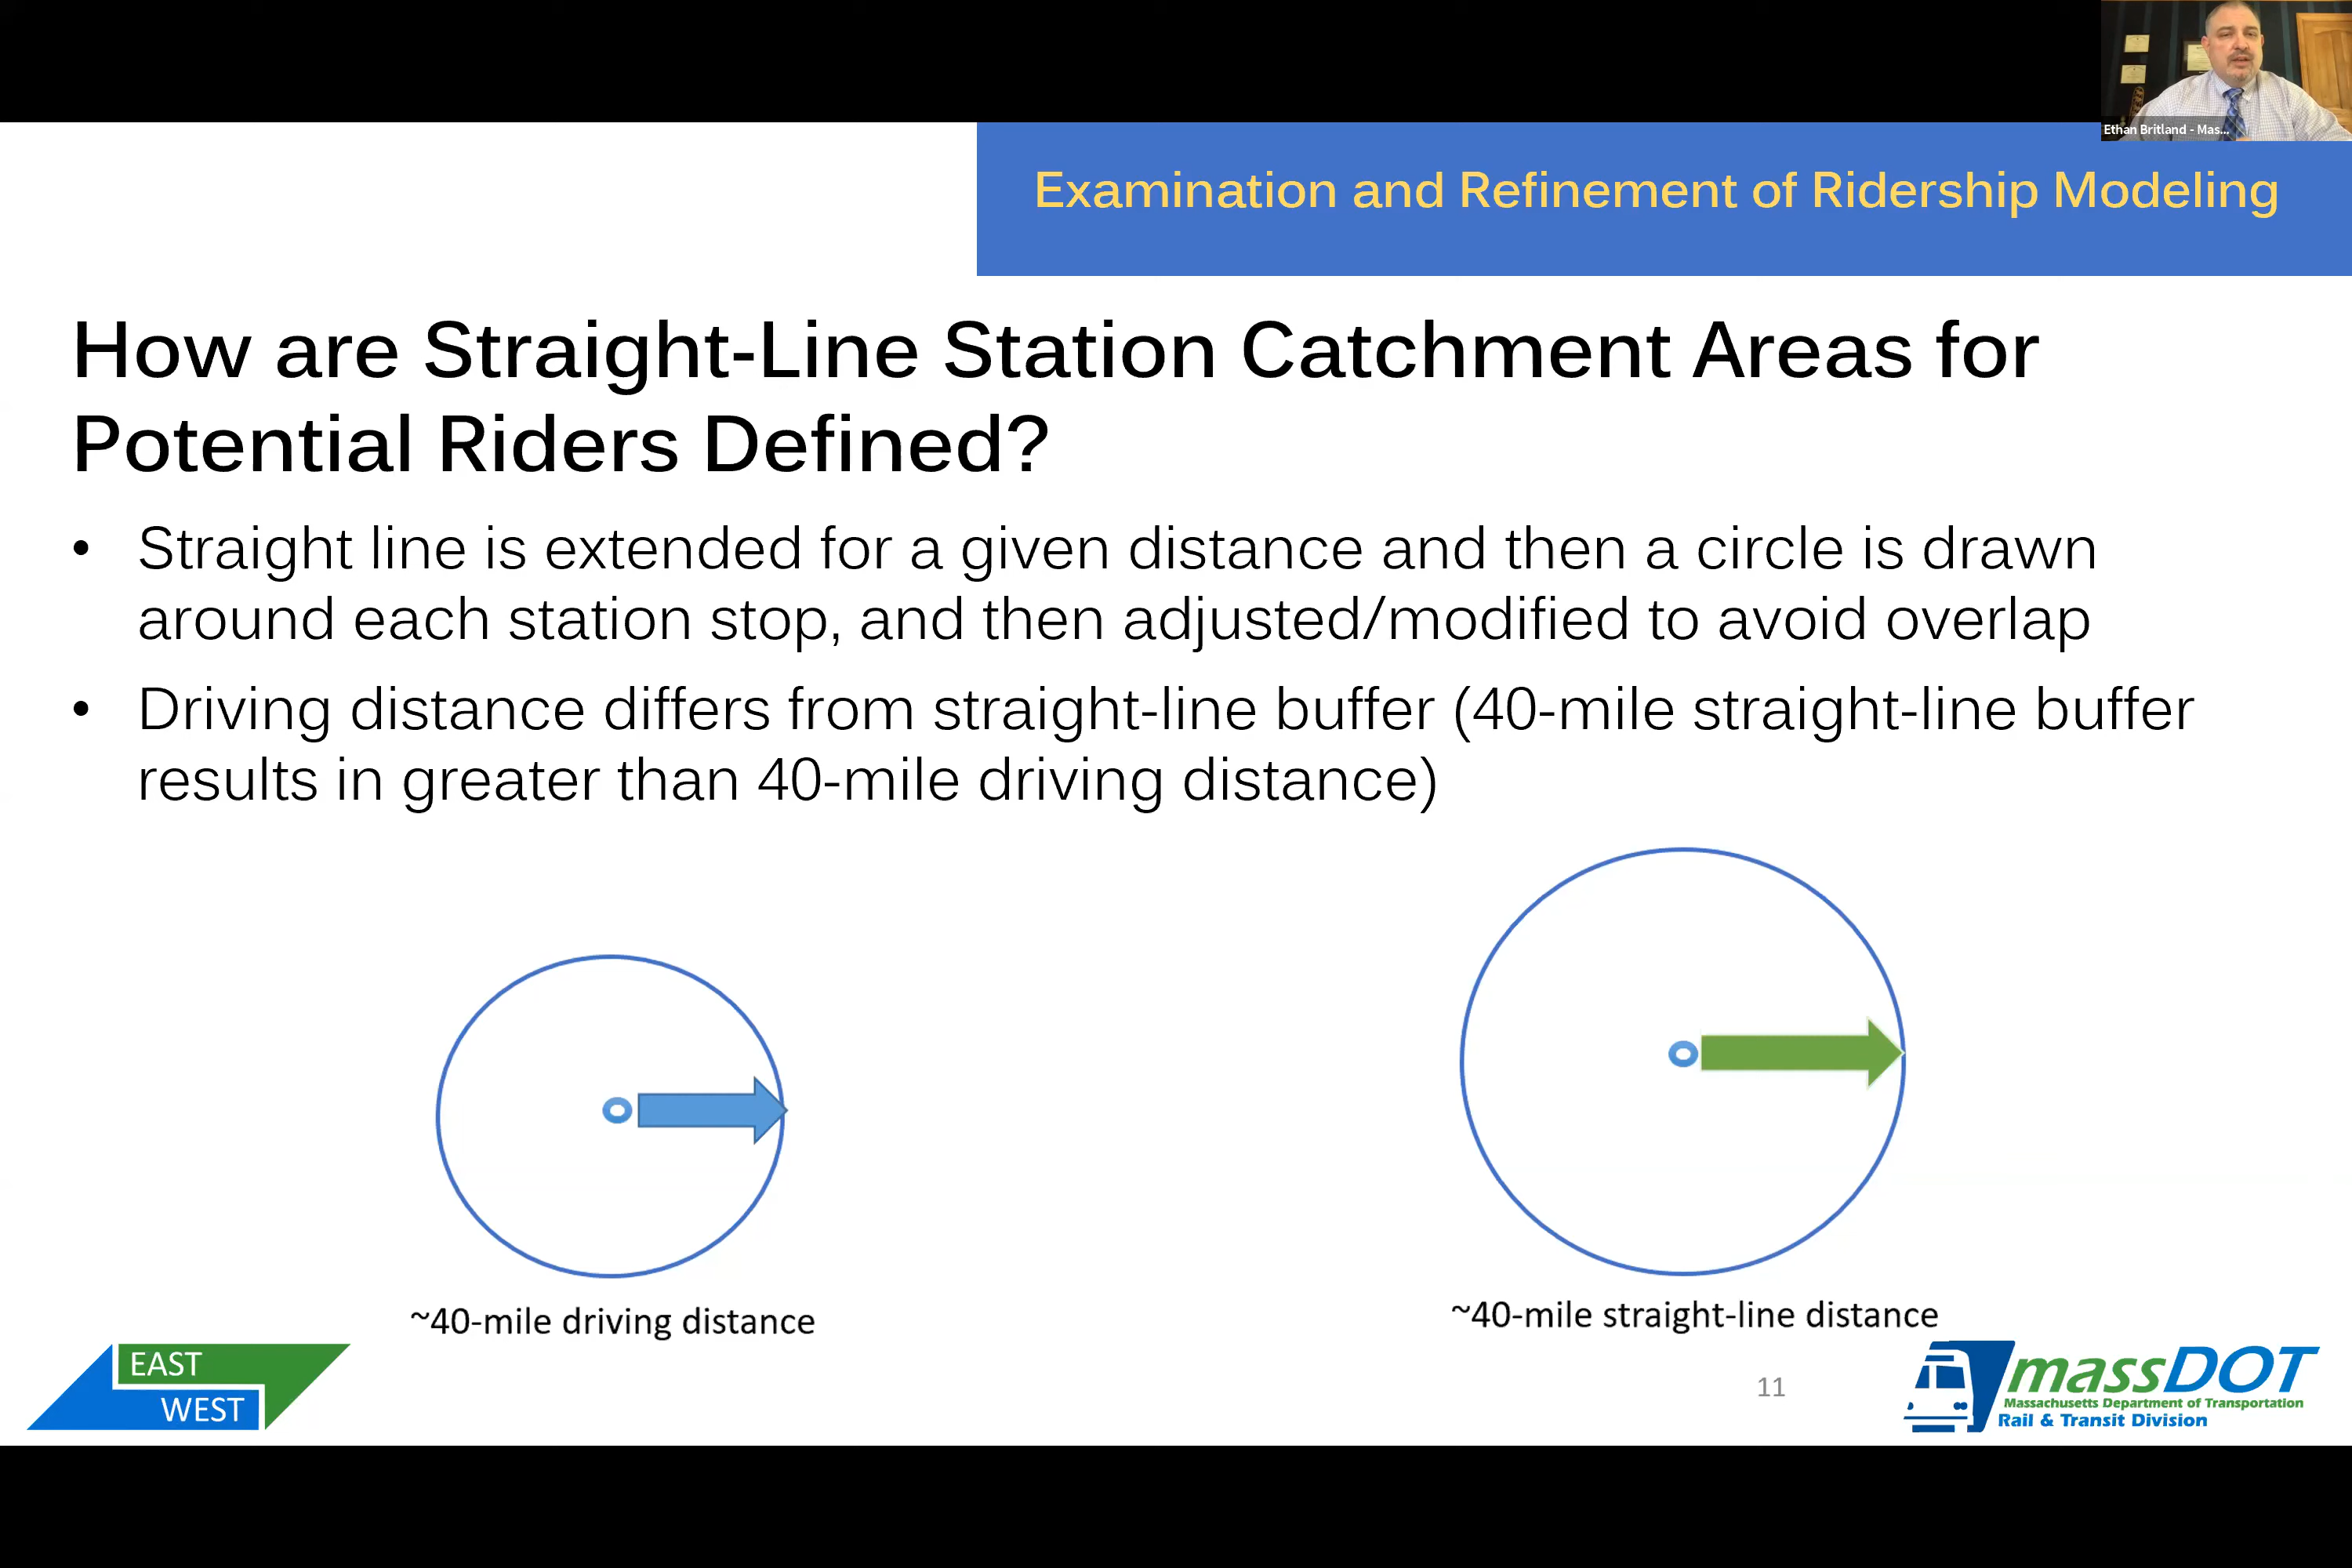 Ethan Britland - Mas...
Examination and Refinement of Ridership Modeling
How are Straight-Line Station Catchment Areas for
Potential Riders Defined?
• Straight line is extended for a given distance and then a circle is drawn
around each station stop, and then adjusted/modified to avoid overlap
• Driving distance differs from straight-line buffer (40-mile straight-line buffer
results in greater than 40-mile driving distance)
~40-mile driving distance
~40-mile straight-line distance
EAST
WEST
11
massDOT
Massachusetts Department of Transportation
Rail & Transit Division